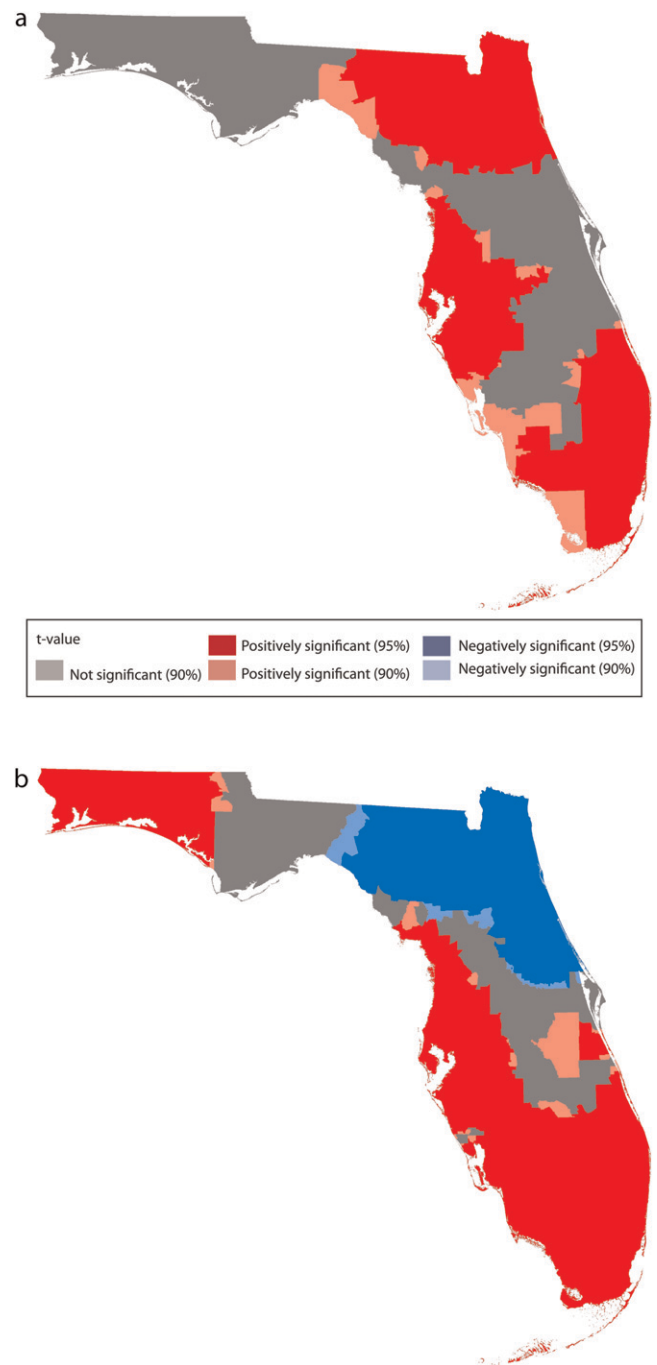 a
t-value
Not significant (90%)
Positively significant (95%)
Positively significant (90%)
Negatively significant (95%)
Negatively significant (90%)
b